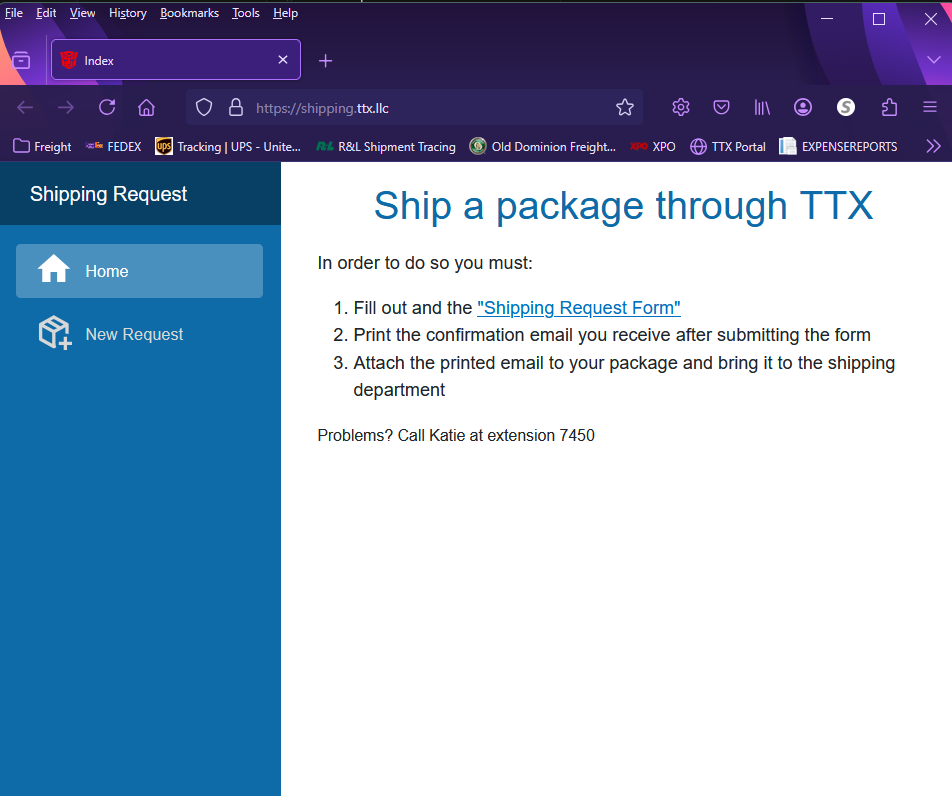 File Edit View History Bookmarks Tools Help
Index
https://shipping.ttx.llc
S
Freight FEDEX ups Tracking | UPS - Unite... R&L R&L Shipment Tracing Old Dominion Freight... XPO XPO TTX Portal EXPENSEREPORTS
Shipping Request
Home
New Request
Ship a package through TTX
In order to do so you must:
1. Fill out and the "Shipping Request Form"
2. Print the confirmation email you receive after submitting the form
3. Attach the printed email to your package and bring it to the shipping
department
Problems? Call Katie at extension 7450